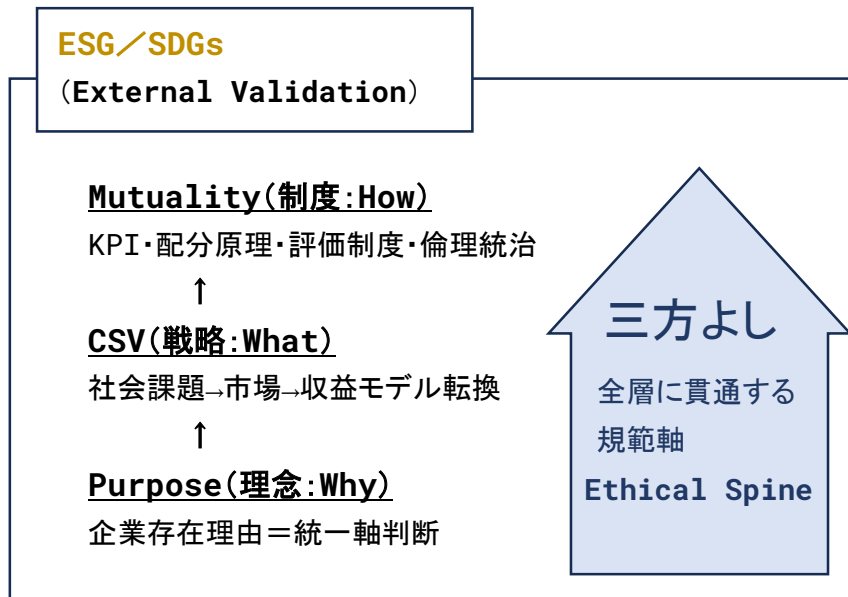 ESG／SDGs
（External Validation）
Mutuality（制度：How）
KPI・配分原理・評価制度・倫理統治
↑
CSV（戦略：What）
社会課題→市場→収益モデル転換
↑
Purpose（理念：Why）
企業存在理由＝統一軸判断
三方よし
全層に貫通する
規範軸
Ethical Spine